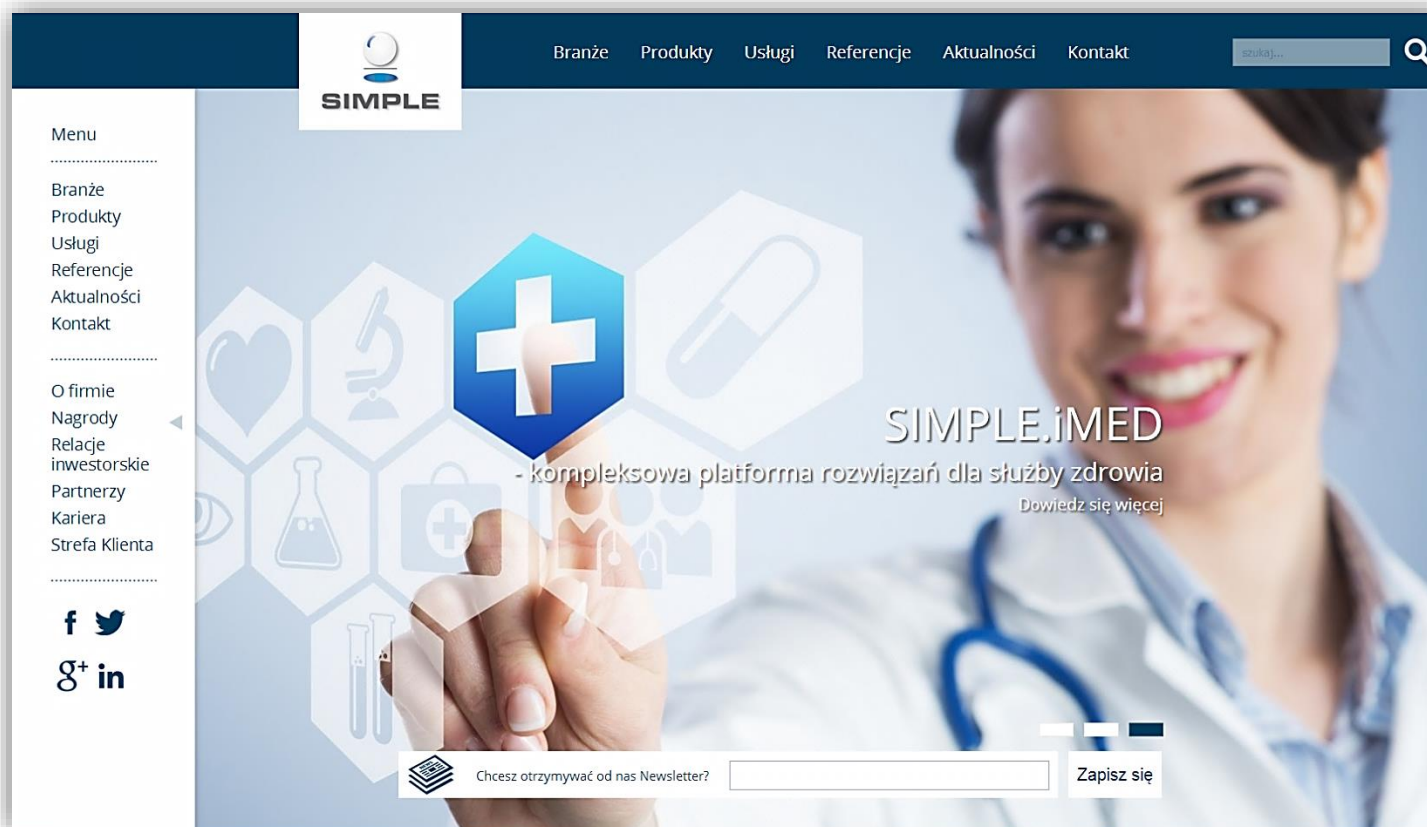 SIMPLE
Branże Produkty Usługi Referencje Aktualności Kontakt
szukaj...
Menu
Branże
Produkty
Usługi
Referencje
Aktualności
Kontakt
O firmie
Nagrody
Relacje
inwestorskie
Partnerzy
Kariera
Strefa Klienta
f
g+ in
SIMPLE.iMED
- kompleksowa platforma rozwiązań dla służby zdrowia
Dowiedz się więcej
Chcesz otrzymywać od nas Newsletter? Zapisz się